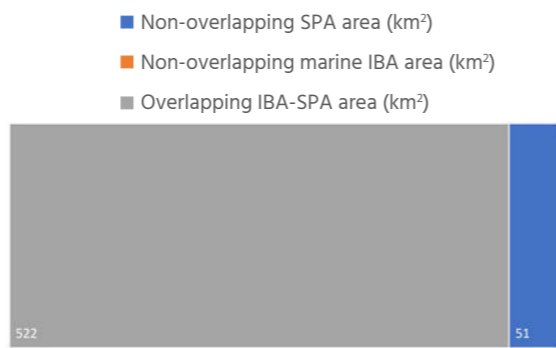 Non-overlapping SPA area (km²)
Non-overlapping marine IBA area (km²)
Overlapping IBA-SPA area (km²)
522 51